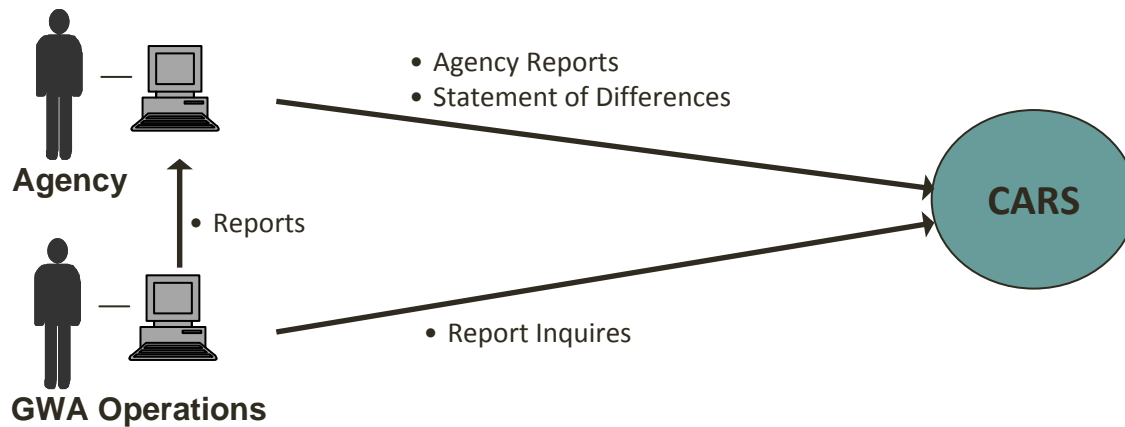 • Agency Reports
• Statement of Differences
Agency
CARS
• Reports
• Report Inquires
GWA Operations